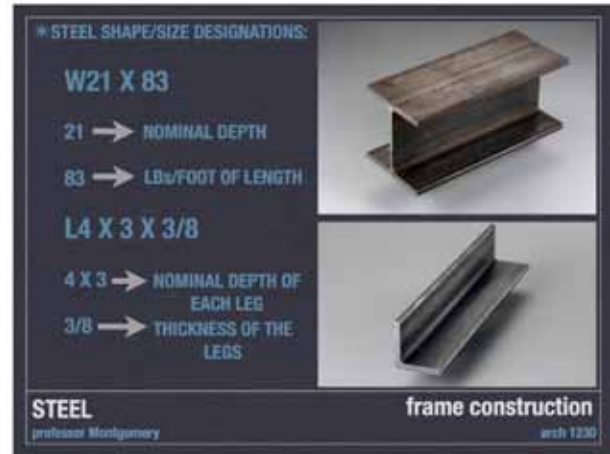 * STEEL SHAPE/SIZE DESIGNATIONS:
W21 X 83
21 → NOMINAL DEPTH
83 → LBs/FOOT OF LENGTH
L4 X 3 X 3/8
4 X 3 → NOMINAL DEPTH OF
EACH LEG
3/8 → THICKNESS OF THE
LEGS
STEEL
frame construction
professor Montgomery
arch 1230